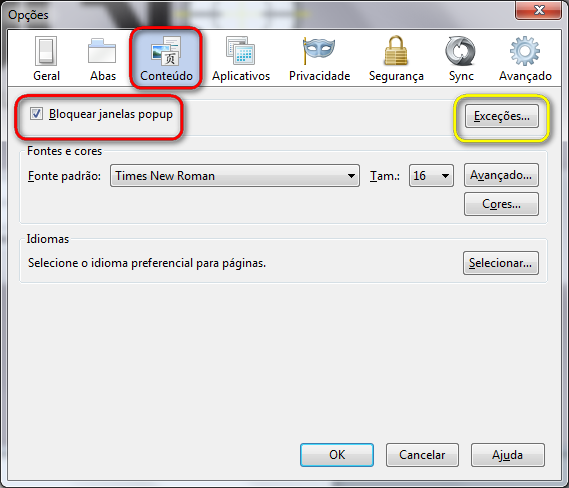 Opções
Geral Abas Conteúdo Aplicativos Privacidade Segurança Sync Avançado
Bloquear janelas popup Exceções...
Fontes e cores
Fonte padrão: Times New Roman Tam.: 16 Avançado...
Cores...
Idiomas
Selecione o idioma preferencial para páginas. Selecionar...
OK Cancelar Ajuda